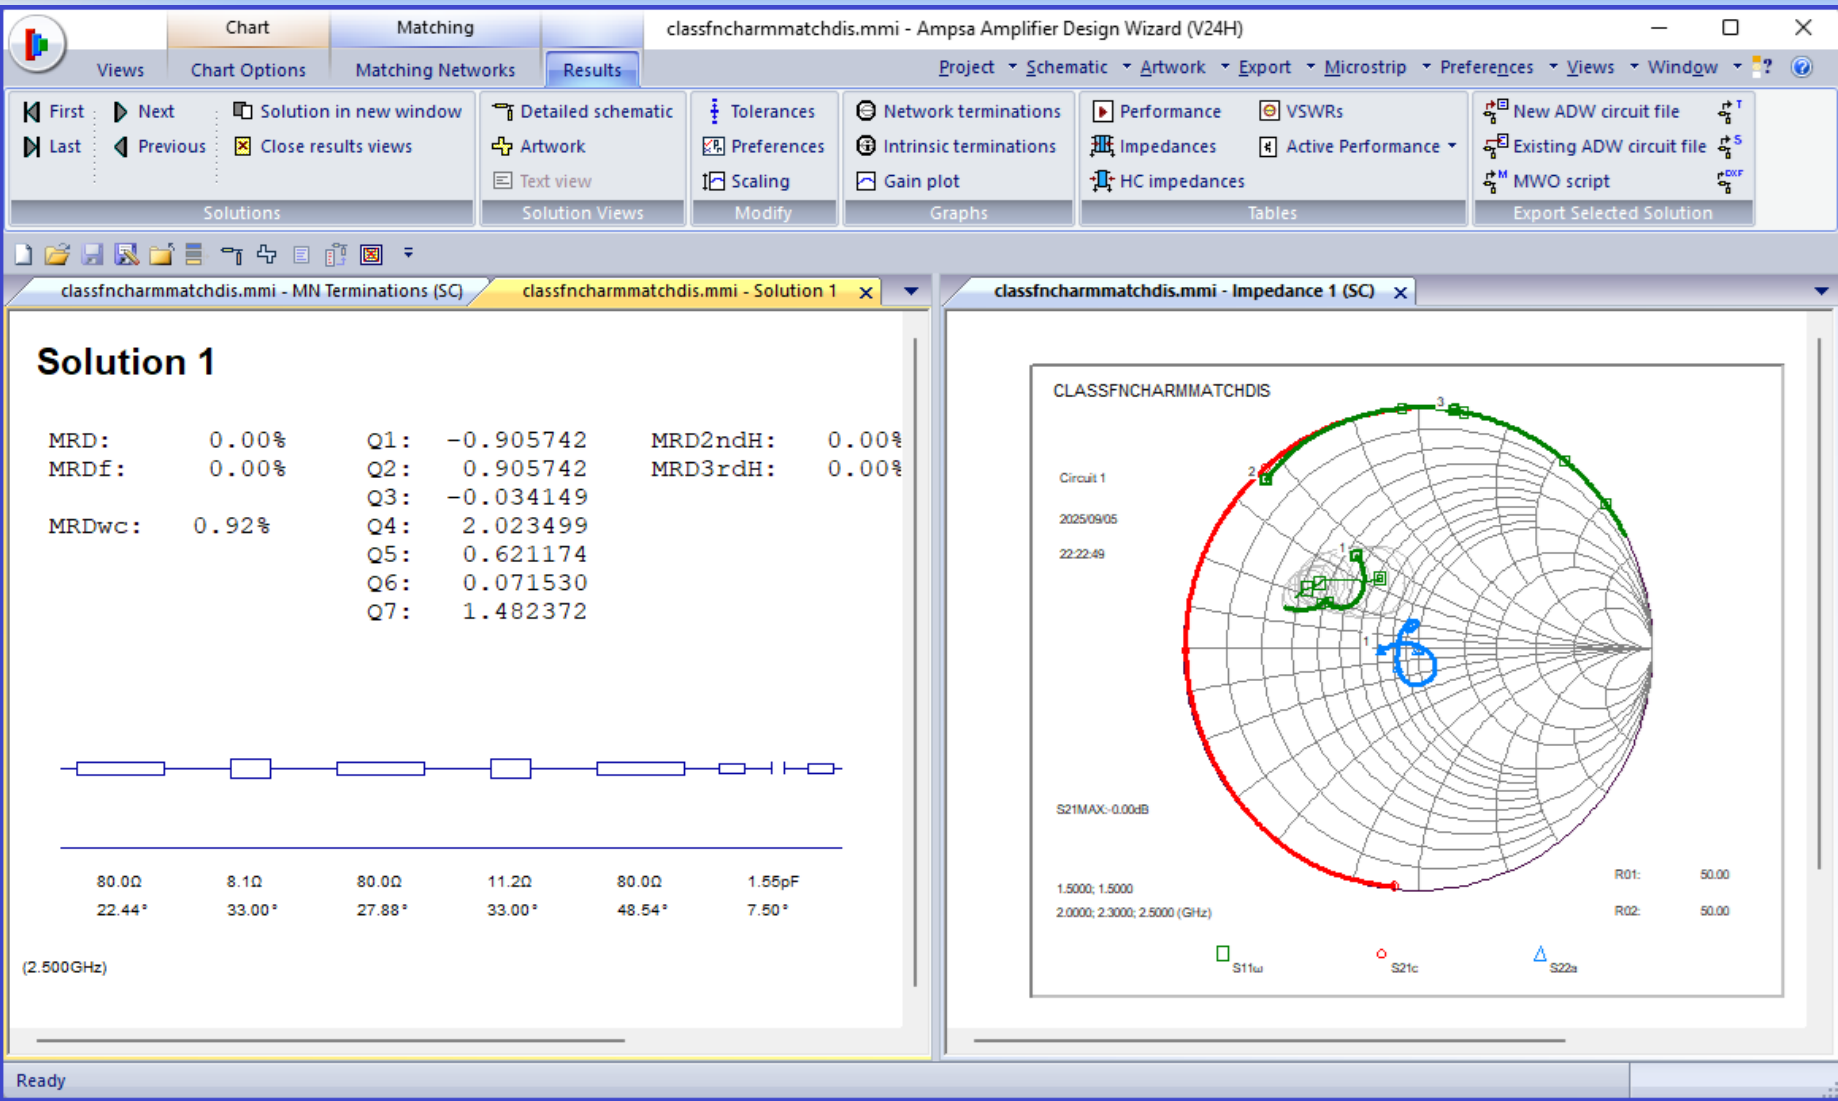 Chart
Matching
classfncharmmatchdis.mmi - Ampsa Amplifier Design Wizard (V24H)
Views
Chart Options
Matching Networks
Results
Project
Schematic
Artwork
Export
Microstrip
Preferences
Views
Window
?
First
Next
Solution in new window
Detailed schematic
Tolerances
Network terminations
Performance
VSWRs
New ADW circuit file
T
Last
Previous
Close results views
Artwork
Preferences
Intrinsic terminations
Impedances
Active Performance
Existing ADW circuit file
S
Text view
Scaling
Gain plot
HC impedances
MWO script
DXF
Solutions
Solution Views
Modify
Graphs
Tables
Export Selected Solution
classfncharmmatchdis.mmi - MN Terminations (SC)
classfncharmmatchdis.mmi - Solution 1
classfncharmmatchdis.mmi - Impedance 1 (SC)
Solution 1
MRD: 0.00% Q1: -0.905742 MRD2ndH: 0.00%
MRDf: 0.00% Q2: 0.905742 MRD3rdH: 0.00%
Q3: -0.034149
MRDwc: 0.92% Q4: 2.023499
Q5: 0.621174
Q6: 0.071530
Q7: 1.482372
80.0Ω 8.1Ω 80.0Ω 11.2Ω 80.0Ω 1.55pF
22.44° 33.00° 27.88° 33.00° 48.54° 7.50°
(2.500GHz)
CLASSFNCHARMMATCHDIS
3
2
Circuit 1
2025/09/05
22:22:49
1
1
S21MAX:-0.00dB
R01: 50.00
1.5000; 1.5000
2.0000; 2.3000; 2.5000 (GHz)
R02: 50.00
S11ω
S21c
S22a
Ready